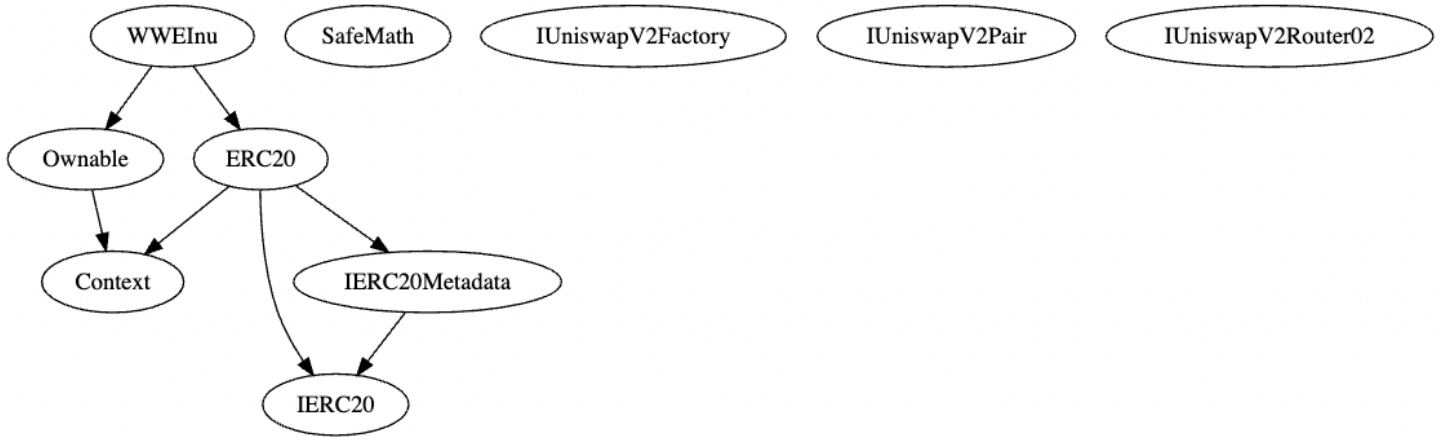 WWEInu
SafeMath
IUniswapV2Factory
IUniswapV2Pair
IUniswapV2Router02
Ownable
ERC20
Context
IERC20Metadata
IERC20